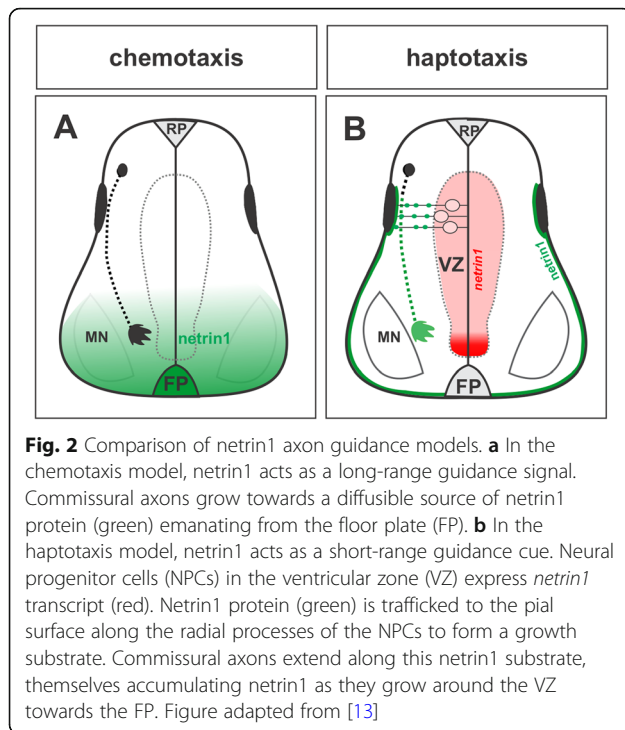 chemotaxis
haptotaxis
A
RP
MN
netrin1
FP
B
RP
VZ
netrin1
netrin1
MN
FP
Fig. 2 Comparison of netrin1 axon guidance models. a In the
chemotaxis model, netrin1 acts as a long-range guidance signal.
Commissural axons grow towards a diffusible source of netrin1
protein (green) emanating from the floor plate (FP). b In the
haptotaxis model, netrin1 acts as a short-range guidance cue. Neural
progenitor cells (NPCs) in the ventricular zone (VZ) express netrin1
transcript (red). Netrin1 protein (green) is trafficked to the pial
surface along the radial processes of the NPCs to form a growth
substrate. Commissural axons extend along this netrin1 substrate,
themselves accumulating netrin1 as they grow around the VZ
towards the FP. Figure adapted from [13]